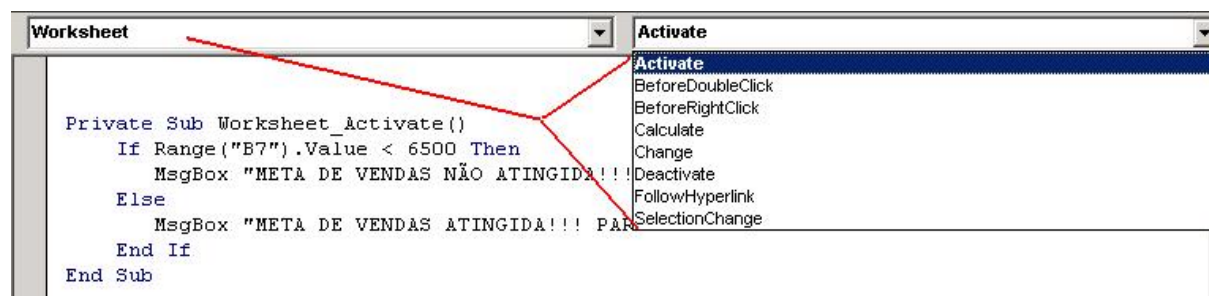 Worksheet
Activate
Activate
BeforeDoubleClick
BeforeRightClick
Calculate
Change
Deactivate
FollowHyperlink
SelectionChange
Private Sub Worksheet_Activate()
If Range("B7").Value < 6500 Then
MsgBox "META DE VENDAS NÃO ATINGIDA!!!
Else
MsgBox "META DE VENDAS ATINGIDA!!!
End If
End Sub